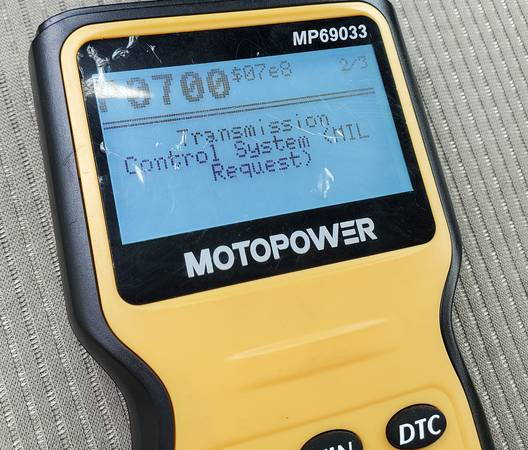 MP69033
P0700 $07e8 2/3
Transmission
Control System (MIL
Request)
MOTOPOWER
DTC